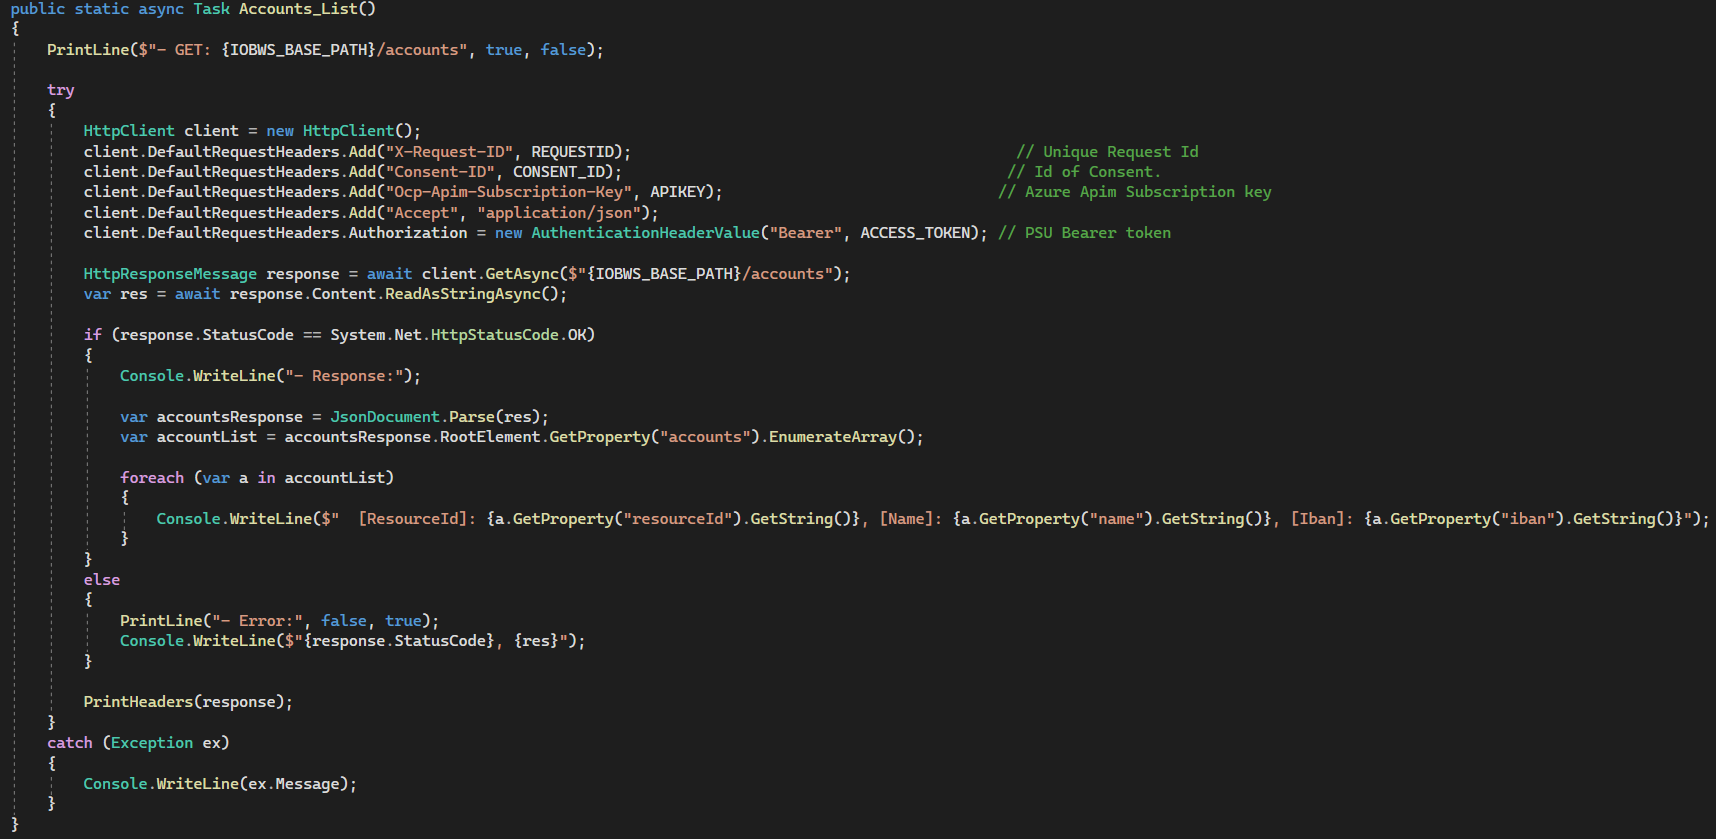 public static async Task Accounts_List()
{
    PrintLine($"- GET: {IOBWS_BASE_PATH}/accounts", true, false);

    try
    {
        HttpClient client = new HttpClient();
        client.DefaultRequestHeaders.Add("X-Request-ID", REQUESTID);                                          // Unique Request Id
        client.DefaultRequestHeaders.Add("Consent-ID", CONSENT_ID);                                          // Id of Consent.
        client.DefaultRequestHeaders.Add("Ocp-Apim-Subscription-Key", APIKEY);                              // Azure Apim Subscription key
        client.DefaultRequestHeaders.Add("Accept", "application/json");
        client.DefaultRequestHeaders.Authorization = new AuthenticationHeaderValue("Bearer", ACCESS_TOKEN); // PSU Bearer token

        HttpResponseMessage response = await client.GetAsync($"{IOBWS_BASE_PATH}/accounts");
        var res = await response.Content.ReadAsStringAsync();

        if (response.StatusCode == System.Net.HttpStatusCode.OK)
        {
            Console.WriteLine("- Response:");

            var accountsResponse = JsonDocument.Parse(res);
            var accountList = accountsResponse.RootElement.GetProperty("accounts").EnumerateArray();

            foreach (var a in accountList)
            {
                Console.WriteLine($"  [ResourceId]: {a.GetProperty("resourceId").GetString()}, [Name]: {a.GetProperty("name").GetString()}, [Iban]: {a.GetProperty("iban").GetString()}");
            }
        }
        else
        {
            PrintLine("- Error:", false, true);
            Console.WriteLine($"{response.StatusCode}, {res}");
        }

        PrintHeaders(response);
    }
    catch (Exception ex)
    {
        Console.WriteLine(ex.Message);
    }
}